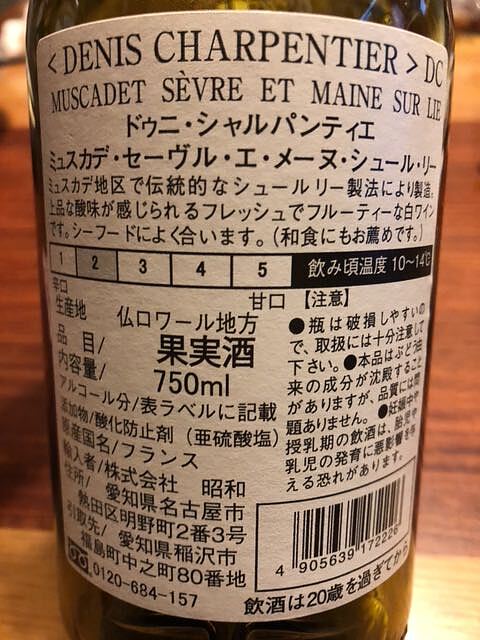 < DENIS CHARPENTIER > DC
MUSCADET SÈVRE ET MAINE SUR LIE
ドゥニ・シャルパンティエ
ミュスカデ・セーヴル・エ・メーヌ・シュール・リー
ミュスカデ地区で伝統的なシュールリー製法により製造。
上品な酸味が感じられるフレッシュでフルーティーな白ワイン
です。シーフードによく合います。(和食にもお薦めです。)
1 2 3 4 5 飲み頃温度 10〜14℃
辛口 甘口
生産地 仏ロワール地方
品 目/ 果実酒
内容量/ 750ml
アルコール分/表ラベルに記載
添加物/酸化防止剤(亜硫酸塩)
原産国名/フランス
輸入者/株式会社 昭和
住所/ 愛知県名古屋市
熱田区明野町2番3号
引取先/ 愛知県稲沢市
福島町中之町80番地
0120-684-157
【注意】
●瓶は破損しやすいの
で、取扱には十分注意して
下さい。●本品はぶどう由
来の成分が沈殿すること
がありますが、品質には問
題ありません。●妊娠中や
授乳期の飲酒は、胎児や
乳児の発育に悪影響を与
える恐れがあります。
4 905639 172226
飲酒は20歳を過ぎてから